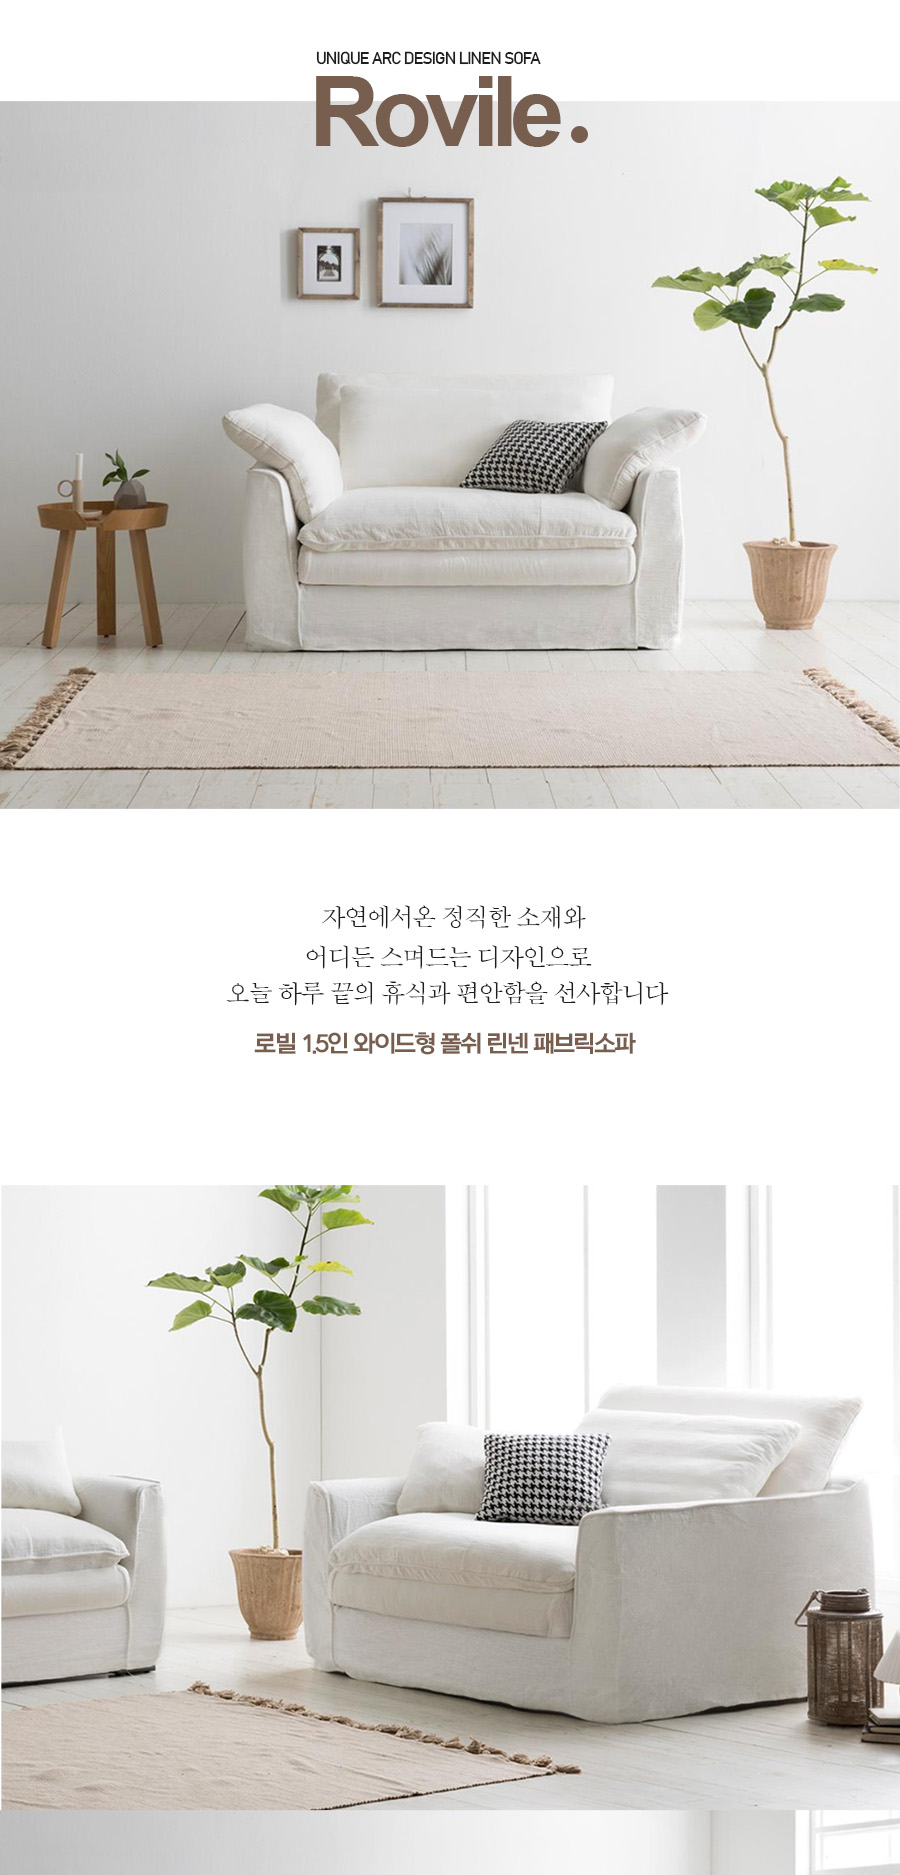 UNIQUE ARC DESIGN LINEN SOFA
Rovile.
자연에서온 정직한 소재와
어디든 스며드는 디자인으로
오늘 하루 끝의 휴식과 편안함을 선사합니다
로빌 1.5인 와이드형 폴쉬 린넨 패브릭소파